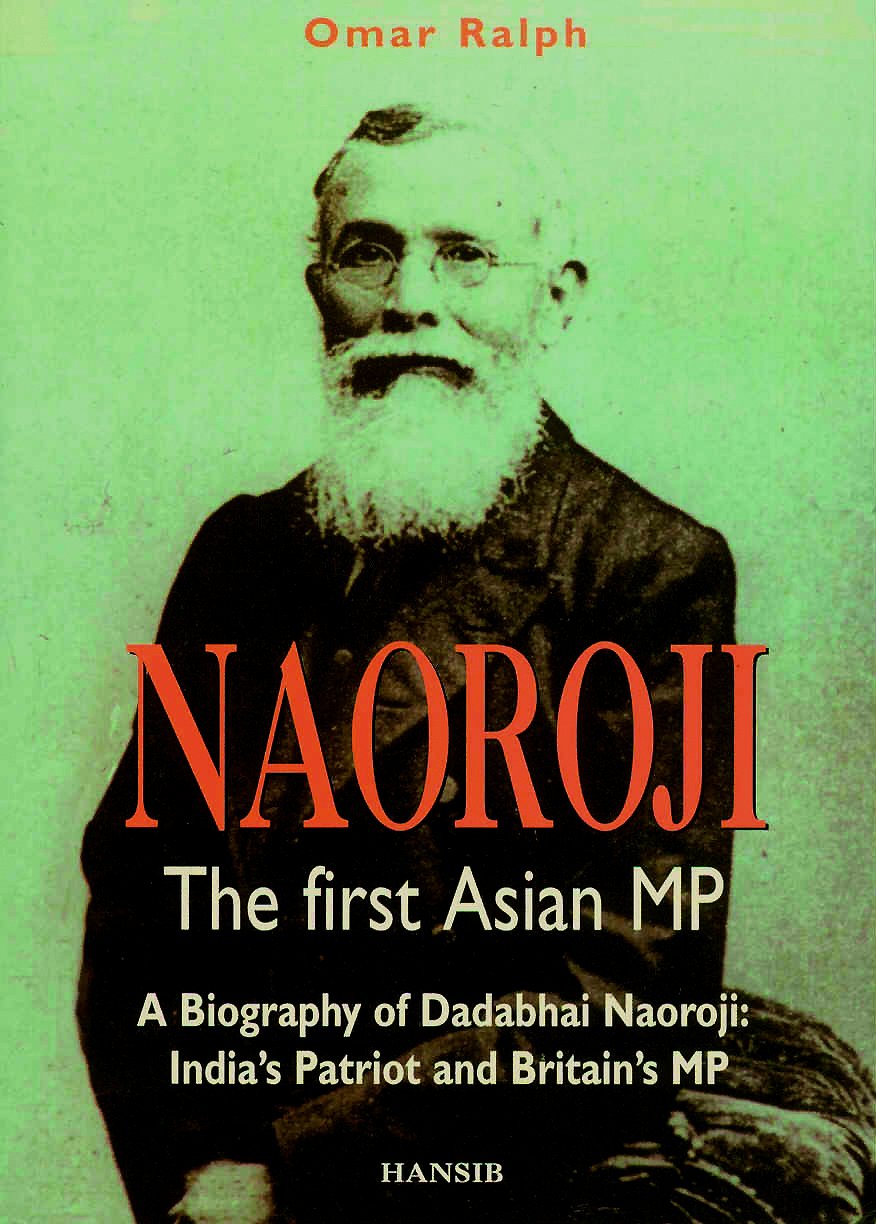 Omar Ralph
NAOROJI
The first Asian MP
A Biography of Dadabhai Naoroji:
India's Patriot and Britain's MP
HANSIB